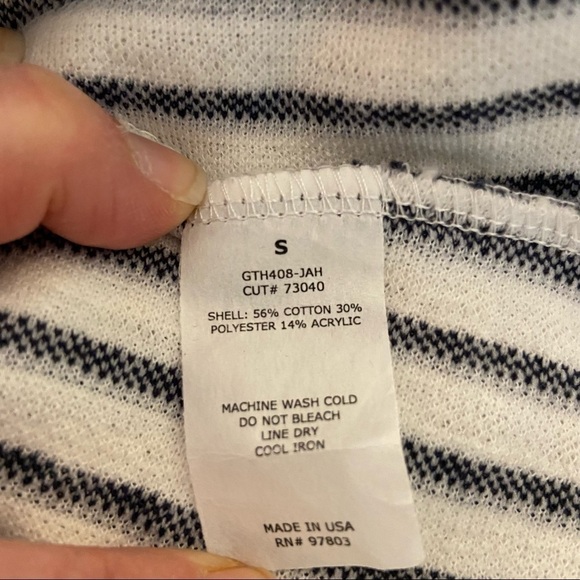 S
GTH408-JAH
CUT# 73040
SHELL: 56% COTTON 30%
POLYESTER 14% ACRYLIC
MACHINE WASH COLD
DO NOT BLEACH
LINE DRY
COOL IRON
MADE IN USA
RN# 97803